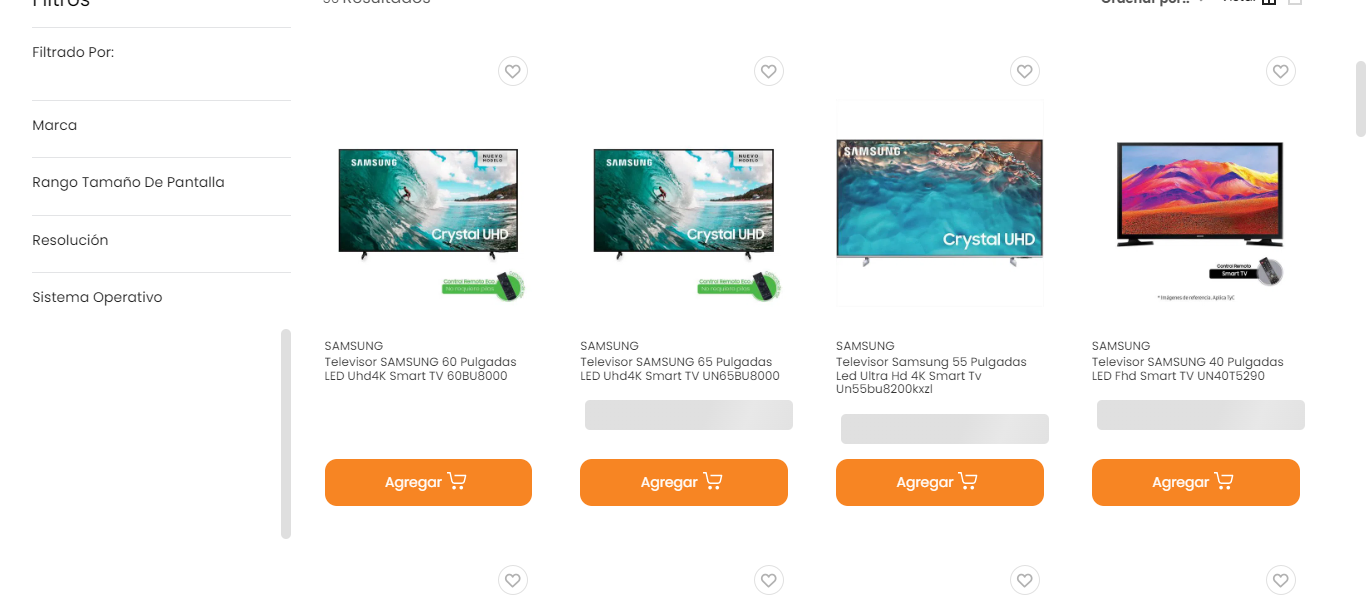 Filtros
Resultados
Ordenar por..
Filtrado Por:
Marca
Rango Tamaño De Pantalla
Resolución
Sistema Operativo
SAMSUNG
NUEVO MODELO
Crystal UHD
Control Remoto Eco
No requiere pilas
SAMSUNG
NUEVO MODELO
Crystal UHD
Control Remoto Eco
No requiere pilas
SAMSUNG
Crystal UHD
Control Remoto
Smart TV
* Imágenes de referencia. Aplica TyC
SAMSUNG
Televisor SAMSUNG 60 Pulgadas
LED Uhd4K Smart TV 60BU8000
Agregar
SAMSUNG
Televisor SAMSUNG 65 Pulgadas
LED Uhd4K Smart TV UN65BU8000
Agregar
SAMSUNG
Televisor Samsung 55 Pulgadas
Led Ultra Hd 4K Smart Tv
Un55bu8200kxzl
Agregar
SAMSUNG
Televisor SAMSUNG 40 Pulgadas
LED Fhd Smart TV UN40T5290
Agregar